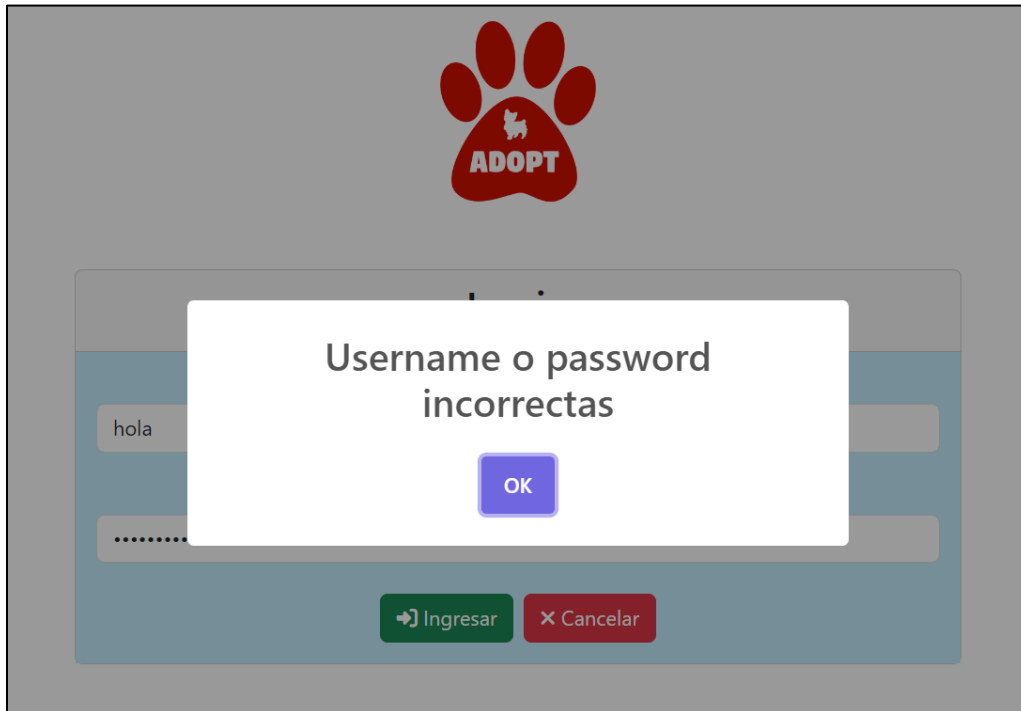 ADOPT
Username o password
incorrectas
hola
OK
Ingresar
Cancelar